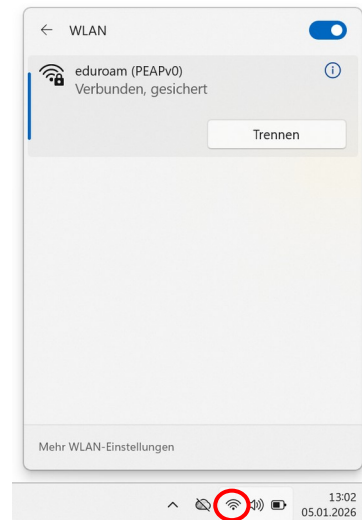 WLAN
eduroam (PEAPv0)
Verbunden, gesichert
Trennen
Mehr WLAN-Einstellungen
13:02
05.01.2026